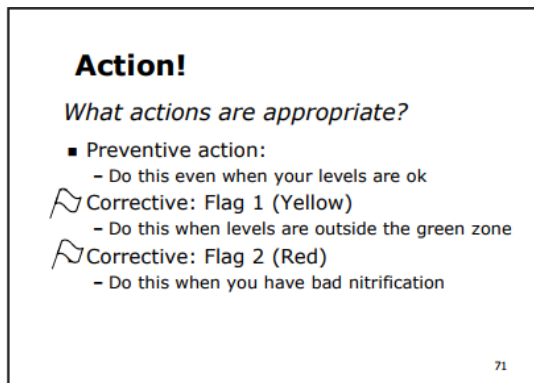 Action!
What actions are appropriate?
▪ Preventive action:
– Do this even when your levels are ok
Corrective: Flag 1 (Yellow)
– Do this when levels are outside the green zone
Corrective: Flag 2 (Red)
– Do this when you have bad nitrification
71